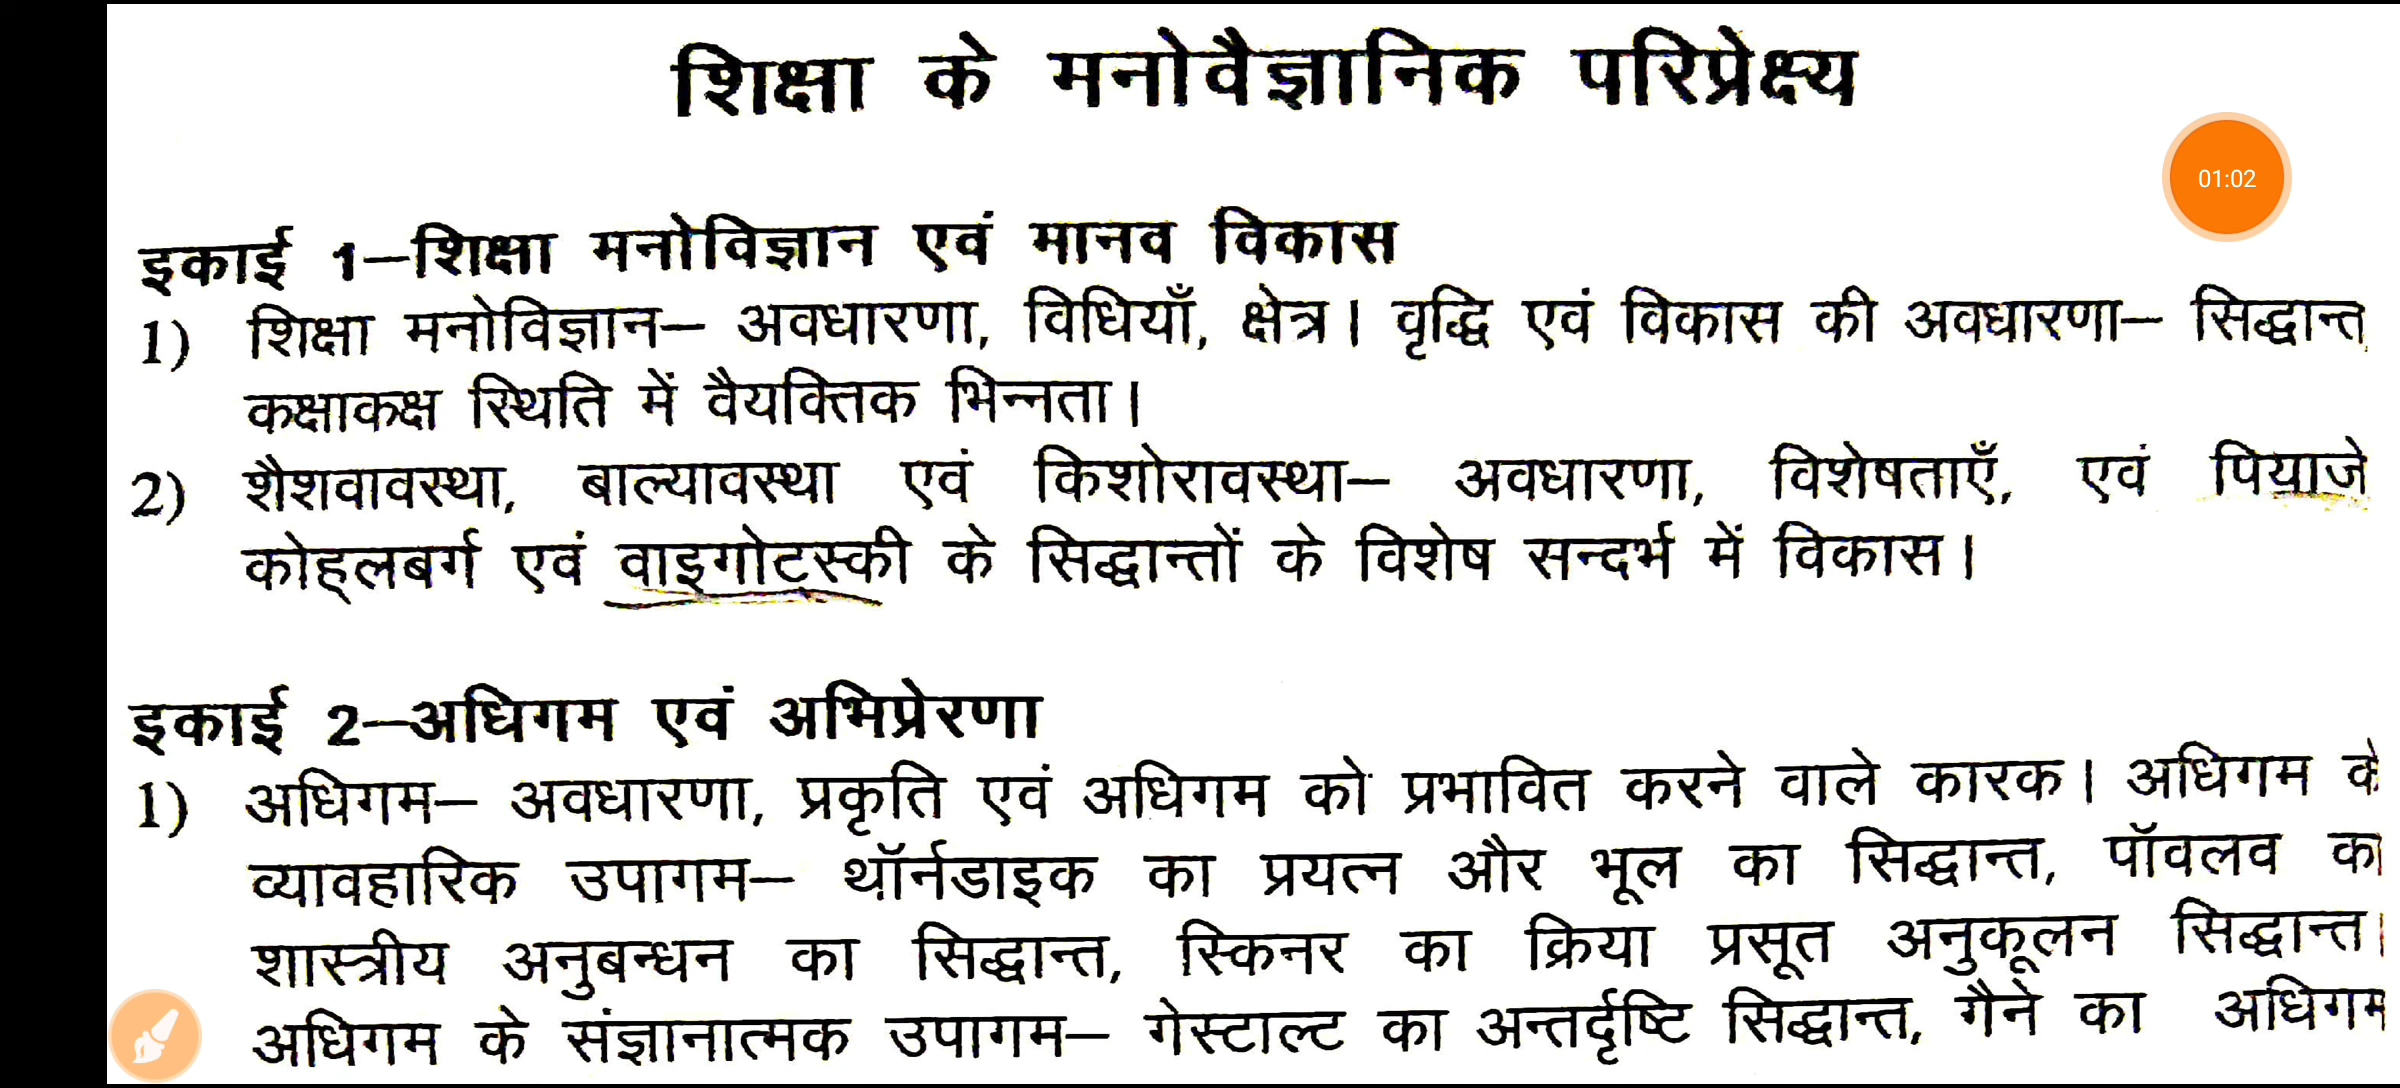 शिक्षा के मनोवैज्ञानिक परिप्रेक्ष्य
01:02
इकाई 1–शिक्षा मनोविज्ञान एवं मानव विकास
1) शिक्षा मनोविज्ञान– अवधारणा, विधियाँ, क्षेत्र। वृद्धि एवं विकास की अवधारणा– सिद्धान्त,
कक्षाकक्ष स्थिति में वैयक्तिक भिन्नता।
2) शैशवावस्था, बाल्यावस्था एवं किशोरावस्था– अवधारणा, विशेषताएँ, एवं पियाजे
कोह्लबर्ग एवं वाइगोटस्की के सिद्धान्तों के विशेष सन्दर्भ में विकास।
इकाई 2–अधिगम एवं अभिप्रेरणा
1) अधिगम– अवधारणा, प्रकृति एवं अधिगम को प्रभावित करने वाले कारक। अधिगम के
व्यावहारिक उपागम– थॉर्नडाइक का प्रयत्न और भूल का सिद्धान्त, पॉवलव का
शास्त्रीय अनुबन्धन का सिद्धान्त, स्किनर का क्रिया प्रसूत अनुकूलन सिद्धान्त।
अधिगम के संज्ञानात्मक उपागम– गेस्टाल्ट का अन्तर्दृष्टि सिद्धान्त, गैने का अधिगम